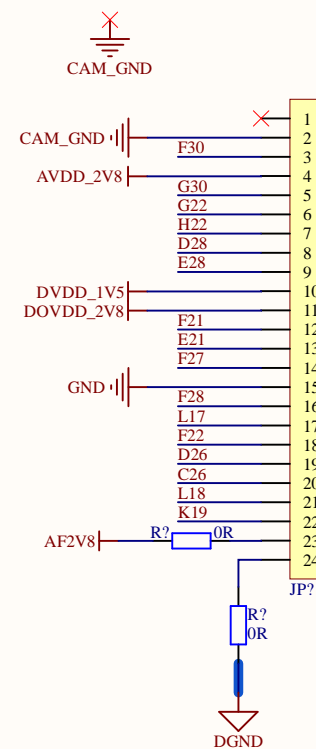 CAM_GND
1
CAM_GND 2
F30 3
AVDD_2V8 4
G30 5
G22 6
H22 7
D28 8
E28 9
DVDD_1V5 10
DOVDD_2V8 11
F21 12
E21 13
F27 14
GND 15
F28 16
L17 17
F22 18
D26 19
C26 20
L18 21
K19 22
AF2V8 R? 0R 23
24
JP?
R?
0R
DGND